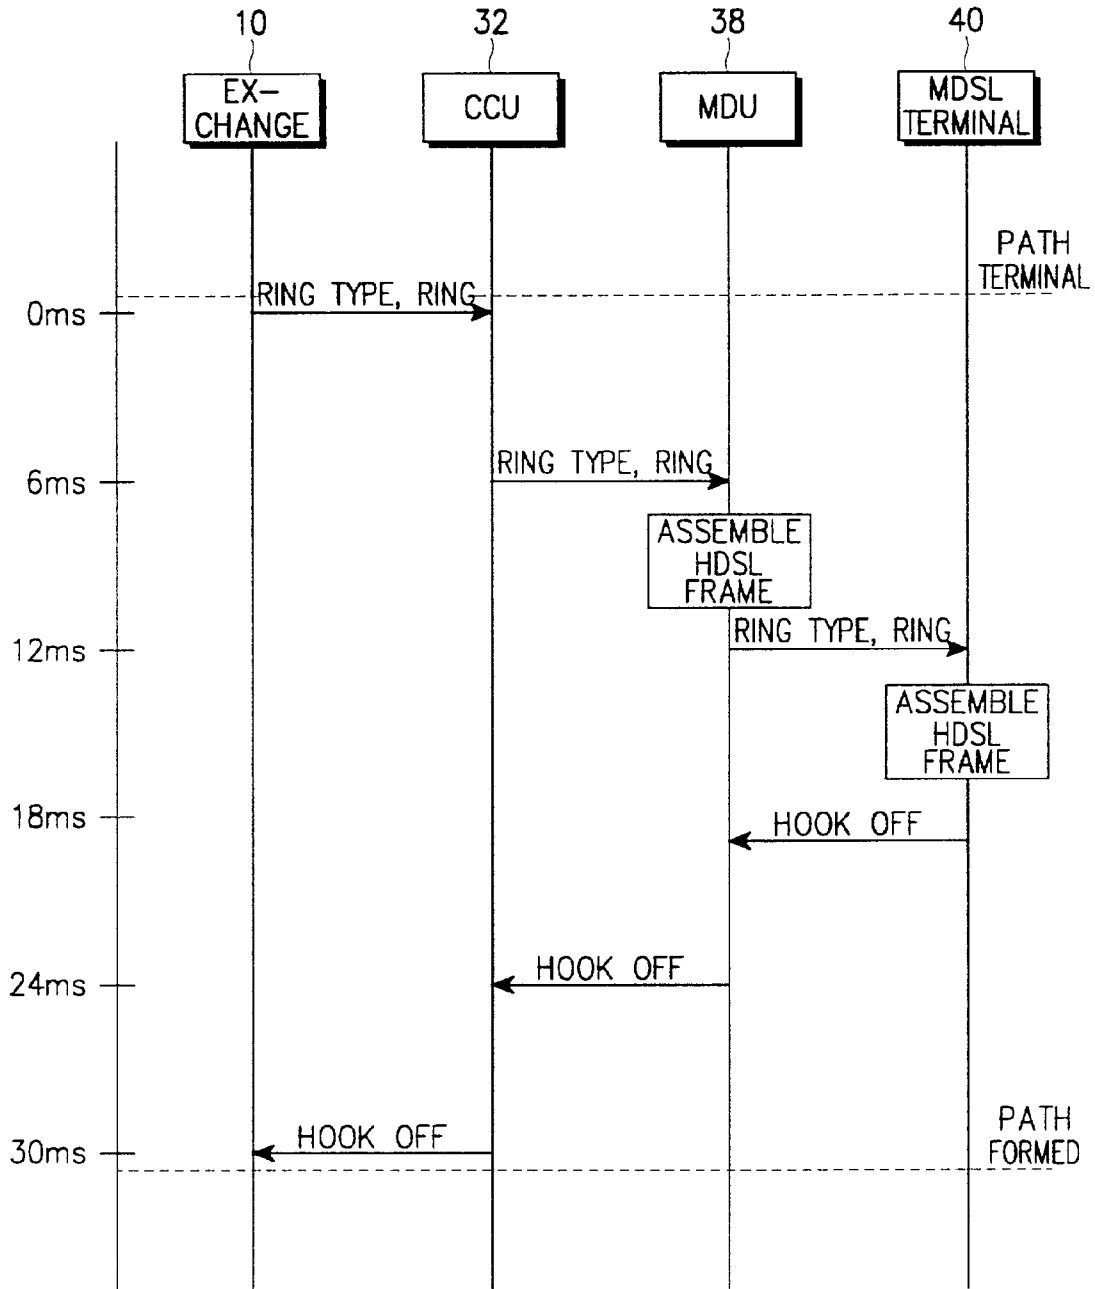 10
32
38
40
EX-
CHANGE
CCU
MDU
MDSL
TERMINAL
PATH
TERMINAL
RING TYPE, RING
0ms
RING TYPE, RING
6ms
ASSEMBLE
HDSL
FRAME
RING TYPE, RING
12ms
ASSEMBLE
HDSL
FRAME
18ms
HOOK OFF
HOOK OFF
24ms
PATH
FORMED
HOOK OFF
30ms